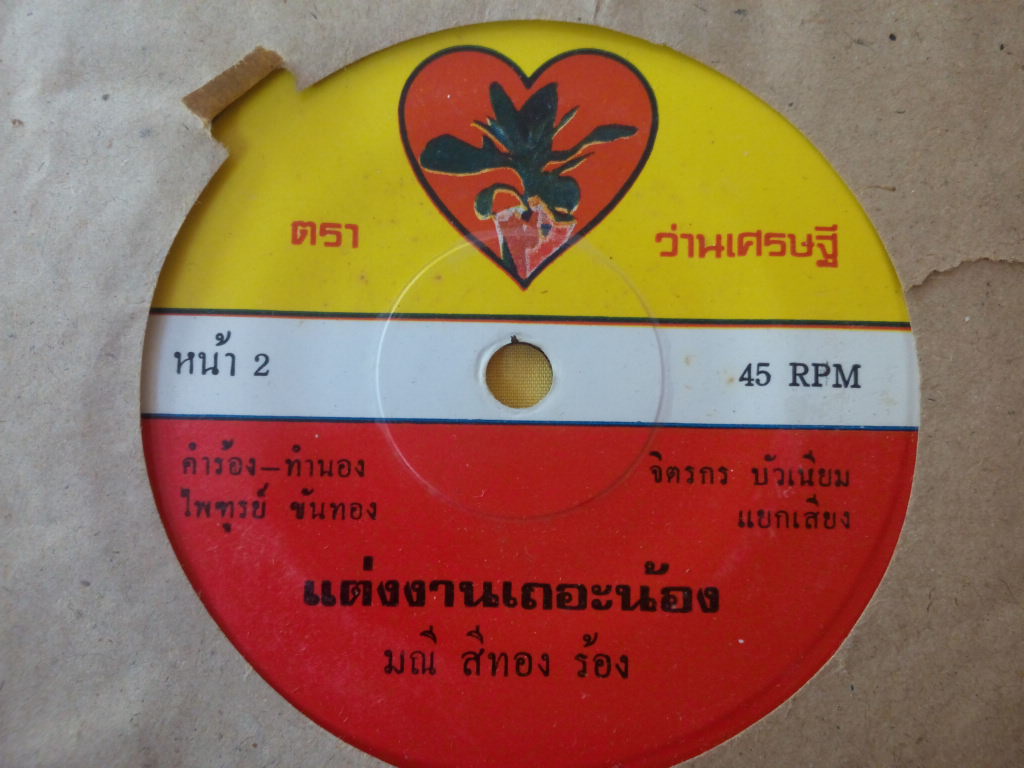 ตรา ว่านเศรษฐี
หน้า 2
45 RPM
คำร้อง-ทำนอง
ไพฑูรย์ ขันทอง
จิตรกร บัวเนียม
แยกเสียง
แต่งงานเถอะน้อง
มณี สีทอง ร้อง